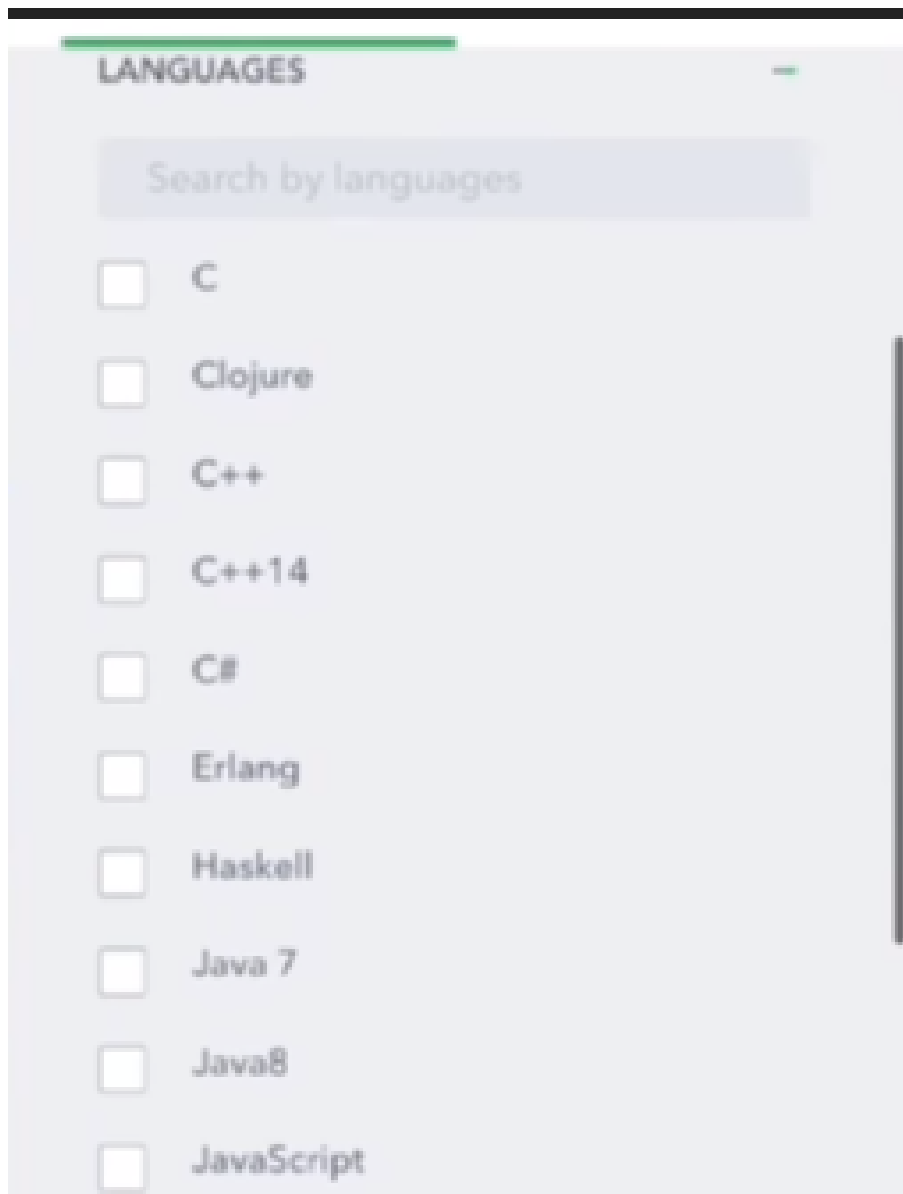 LANGUAGES
Search by languages
C
Clojure
C++
C++14
C#
Erlang
Haskell
Java 7
Java8
JavaScript